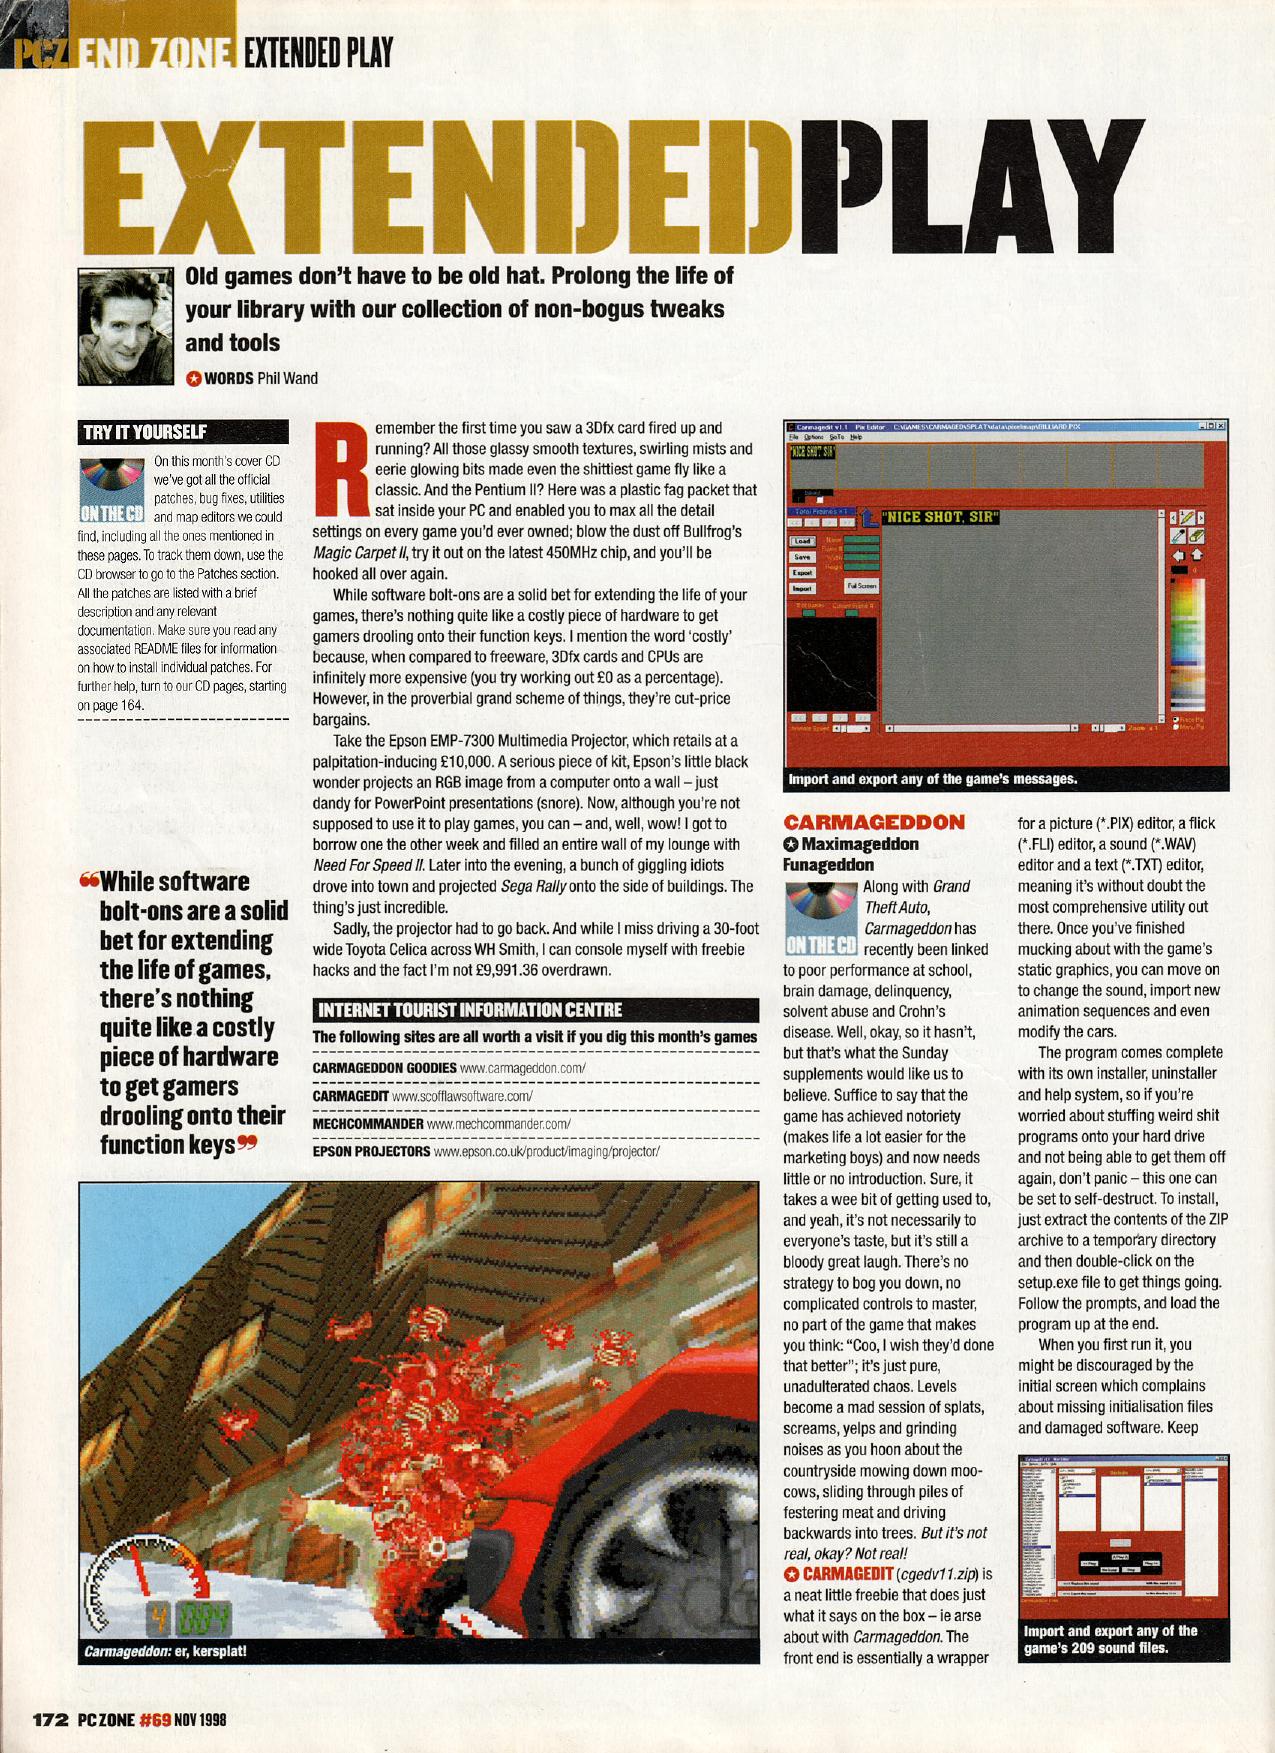 PCZ END ZONE EXTENDED PLAY
EXTENDEDPLAY
Old games don't have to be old hat. Prolong the life of
your library with our collection of non-bogus tweaks
and tools
WORDS Phil Wand
TRY IT YOURSELF
ON THE CD
On this month's cover CD
we've got all the official
patches, bug fixes, utilities
and map editors we could
find, including all the ones mentioned in
these pages. To track them down, use the
CD browser to go to the Patches section.
All the patches are listed with a brief
description and any relevant
documentation. Make sure you read any
associated README files for information
on how to install individual patches. For
further help, turn to our CD pages, starting
on page 164.
“While software
bolt-ons are a solid
bet for extending
the life of games,
there's nothing
quite like a costly
piece of hardware
to get gamers
drooling onto their
function keys”
Remember the first time you saw a 3Dfx card fired up and
running? All those glassy smooth textures, swirling mists and
eerie glowing bits made even the shittiest game fly like a
classic. And the Pentium II? Here was a plastic fag packet that
sat inside your PC and enabled you to max all the detail
settings on every game you'd ever owned; blow the dust off Bullfrog's
Magic Carpet II, try it out on the latest 450MHz chip, and you'll be
hooked all over again.
While software bolt-ons are a solid bet for extending the life of your
games, there's nothing quite like a costly piece of hardware to get
gamers drooling onto their function keys. I mention the word ‘costly’
because, when compared to freeware, 3Dfx cards and CPUs are
infinitely more expensive (you try working out £0 as a percentage).
However, in the proverbial grand scheme of things, they're cut-price
bargains.
Take the Epson EMP-7300 Multimedia Projector, which retails at a
palpitation-inducing £10,000. A serious piece of kit, Epson's little black
wonder projects an RGB image from a computer onto a wall – just
dandy for PowerPoint presentations (snore). Now, although you're not
supposed to use it to play games, you can – and, well, wow! I got to
borrow one the other week and filled an entire wall of my lounge with
Need For Speed II. Later into the evening, a bunch of giggling idiots
drove into town and projected Sega Rally onto the side of buildings. The
thing's just incredible.
Sadly, the projector had to go back. And while I miss driving a 30-foot
wide Toyota Celica across WH Smith, I can console myself with freebie
hacks and the fact I'm not £9,991.36 overdrawn.
INTERNET TOURIST INFORMATION CENTRE
The following sites are all worth a visit if you dig this month's games
CARMAGEDDON GOODIES www.carmageddon.com/
CARMAGEDIT www.scofflawsoftware.com/
MECHCOMMANDER www.mechcommander.com/
EPSON PROJECTORS www.epson.co.uk/product/imaging/projector/
4 004
Carmageddon: er, kersplat!
Carmagedit v1.1 Pix Editor C:\GAMES\CARMAGED\SPLAT\data\pixelmap\BILLIARD.PIX
File Options GoTo Help
"NICE SHOT, SIR"
Total Frames = 1
"NICE SHOT, SIR"
Load
Save
Export
Import
Full Screen
Zoom x 1
Race Pal
Menu Pal
Import and export any of the game's messages.
CARMAGEDDON
Maximageddon
Funageddon
ON THE CD
Along with Grand
Theft Auto,
Carmageddon has
recently been linked
to poor performance at school,
brain damage, delinquency,
solvent abuse and Crohn's
disease. Well, okay, so it hasn't,
but that's what the Sunday
supplements would like us to
believe. Suffice to say that the
game has achieved notoriety
(makes life a lot easier for the
marketing boys) and now needs
little or no introduction. Sure, it
takes a wee bit of getting used to,
and yeah, it's not necessarily to
everyone's taste, but it's still a
bloody great laugh. There's no
strategy to bog you down, no
complicated controls to master,
no part of the game that makes
you think: “Coo, I wish they'd done
that better”; it's just pure,
unadulterated chaos. Levels
become a mad session of splats,
screams, yelps and grinding
noises as you hoon about the
countryside mowing down moo-
cows, sliding through piles of
festering meat and driving
backwards into trees. But it's not
real, okay? Not real!
CARMAGEDIT (cgedv11.zip) is
a neat little freebie that does just
what it says on the box – ie arse
about with Carmageddon. The
front end is essentially a wrapper
for a picture (*.PIX) editor, a flick
(*.FLI) editor, a sound (*.WAV)
editor and a text (*.TXT) editor,
meaning it's without doubt the
most comprehensive utility out
there. Once you've finished
mucking about with the game's
static graphics, you can move on
to change the sound, import new
animation sequences and even
modify the cars.
The program comes complete
with its own installer, uninstaller
and help system, so if you're
worried about stuffing weird shit
programs onto your hard drive
and not being able to get them off
again, don't panic – this one can
be set to self-destruct. To install,
just extract the contents of the ZIP
archive to a temporary directory
and then double-click on the
setup.exe file to get things going.
Follow the prompts, and load the
program up at the end.
When you first run it, you
might be discouraged by the
initial screen which complains
about missing initialisation files
and damaged software. Keep
Import and export any of the
game's 209 sound files.
172 PC ZONE #69 NOV 1998